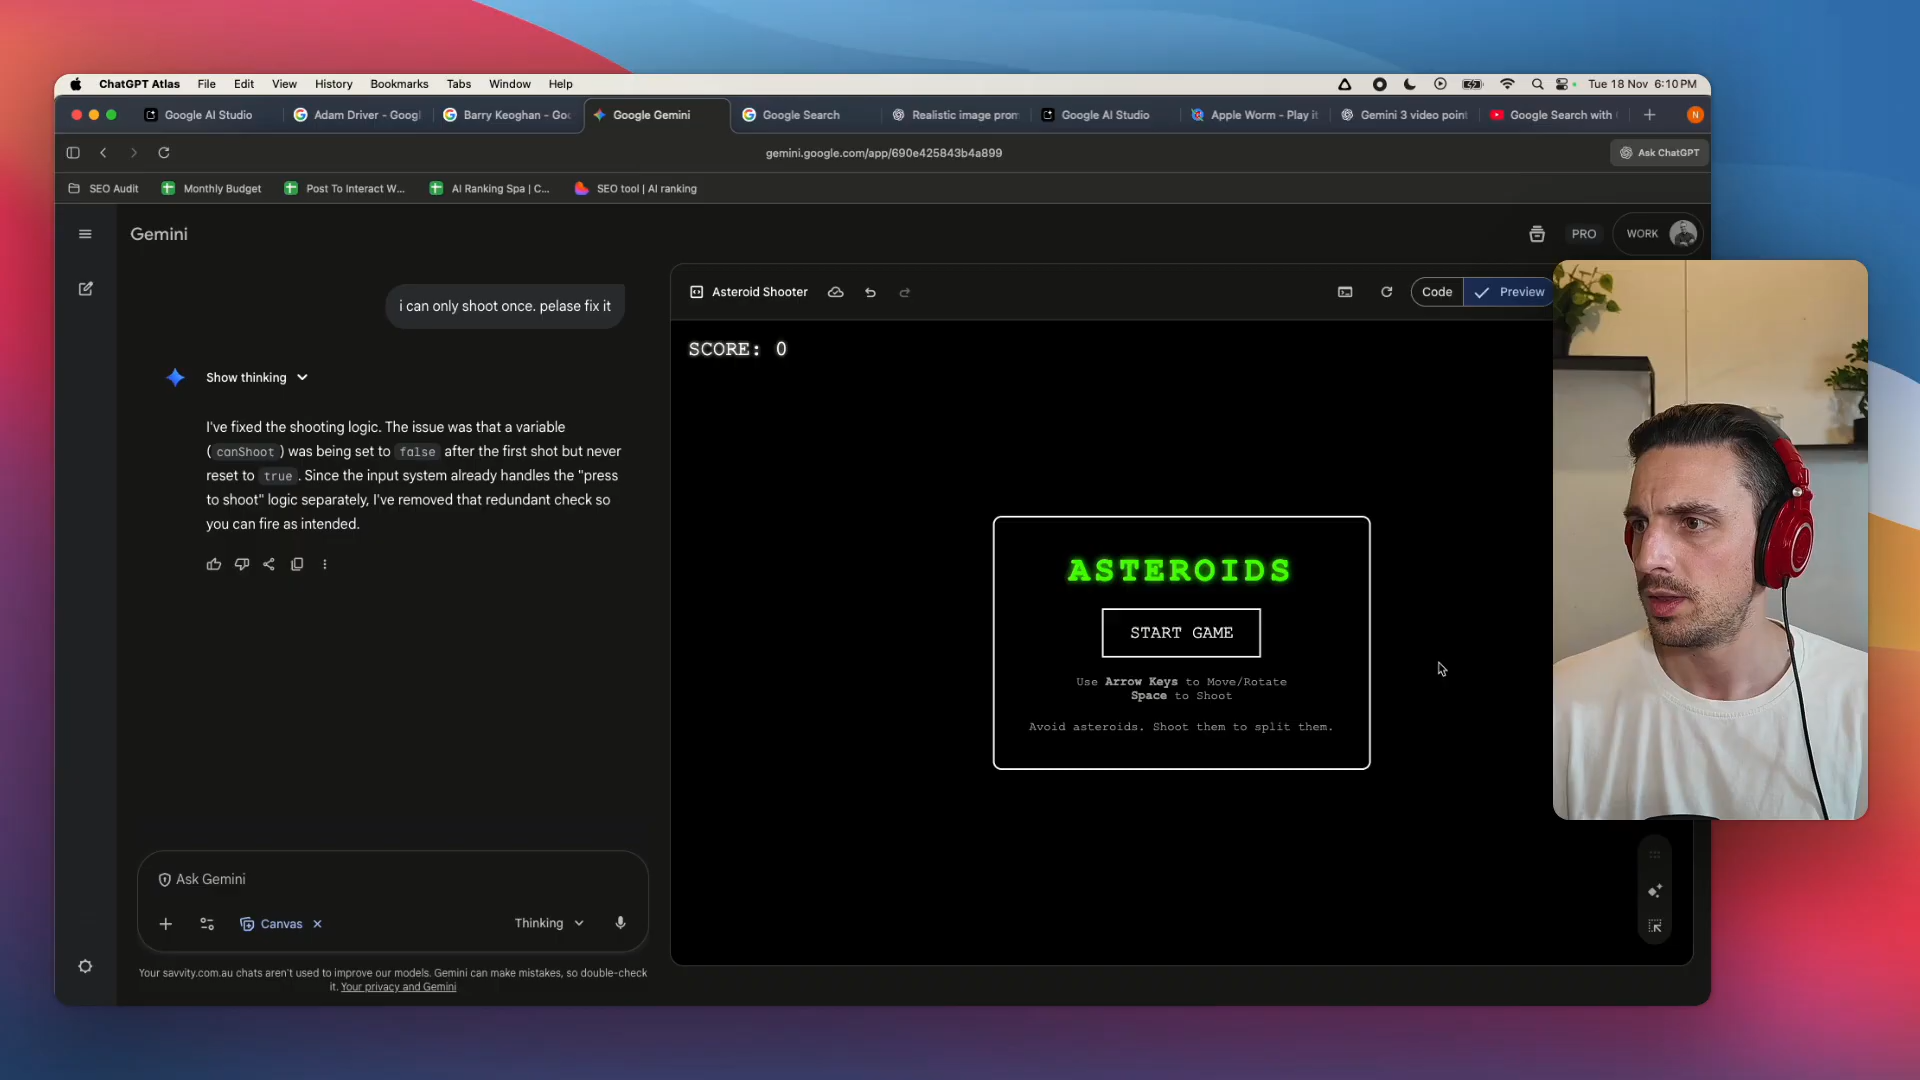 ChatGPT Atlas File Edit View History Bookmarks Tabs Window Help Tue 18 Nov 6:10 PM
Google AI Studio Adam Driver - Googl Barry Keoghan - Goo Google Gemini Google Search Realistic image prom Google AI Studio Apple Worm - Play it Gemini 3 video point Google Search with N
gemini.google.com/app/690e425843b4a899 Ask ChatGPT
SEO Audit Monthly Budget Post To Interact W... AI Ranking Spa | C... SEO tool | AI ranking
Gemini PRO WORK
i can only shoot once. pelase fix it
Show thinking
I've fixed the shooting logic. The issue was that a variable
( canShoot ) was being set to false after the first shot but never
reset to true . Since the input system already handles the "press
to shoot" logic separately, I've removed that redundant check so
you can fire as intended.
Ask Gemini
Canvas Thinking
Your savvity.com.au chats aren't used to improve our models. Gemini can make mistakes, so double-check
it. Your privacy and Gemini
Asteroid Shooter Code Preview
SCORE: 0
ASTEROIDS
START GAME
Use Arrow Keys to Move/Rotate
Space to Shoot
Avoid asteroids. Shoot them to split them.